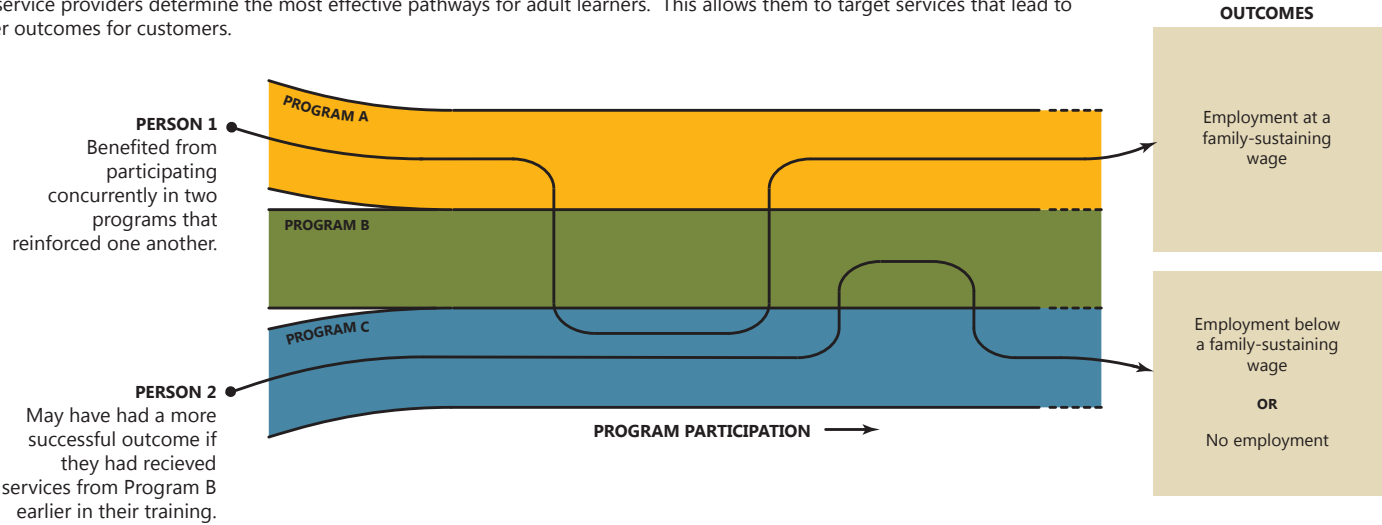 service providers determine the most effective pathways for adult learners. This allows them to target services that lead to
outcomes for customers.
OUTCOMES
PROGRAM A
PERSON 1
Benefited from
participating
concurrently in two
programs that
reinforced one another.
Employment at a
family-sustaining
wage
PROGRAM B
PROGRAM C
PERSON 2
May have had a more
successful outcome if
they had recieved
services from Program B
earlier in their training.
Employment below
a family-sustaining
wage
OR
No employment
PROGRAM PARTICIPATION